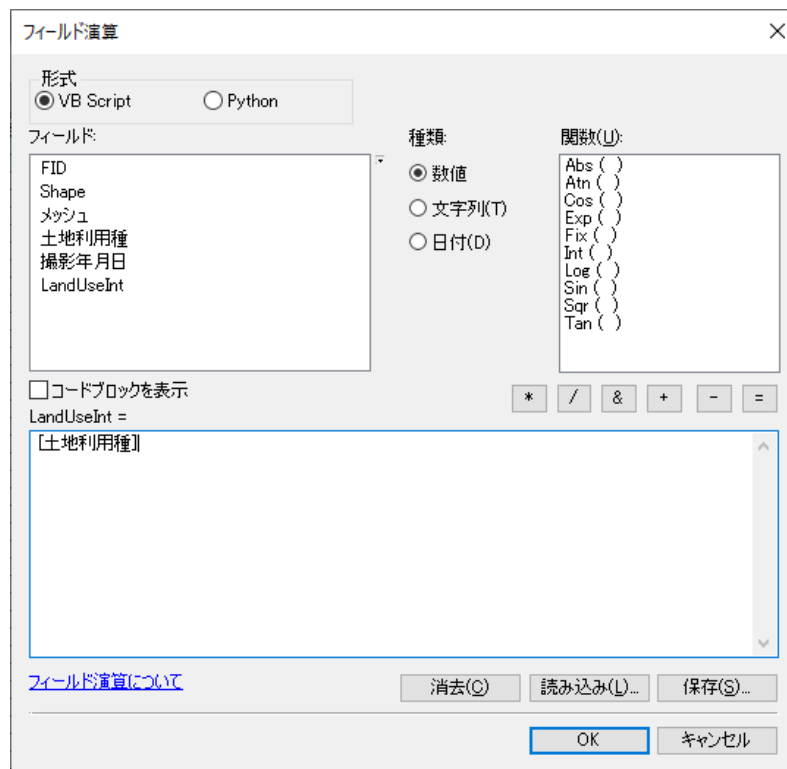 フィールド演算
形式
VB Script
Python
フィールド:
FID
Shape
メッシュ
土地利用種
撮影年月日
LandUseInt
種類:
数値
文字列(T)
日付(D)
関数(U):
Abs ( )
Atn ( )
Cos ( )
Exp ( )
Fix ( )
Int ( )
Log ( )
Sin ( )
Sqr ( )
Tan ( )
コードブロックを表示
* / & + - =
LandUseInt =
[土地利用種]
フィールド演算について
消去(C) 読み込み(L)... 保存(S)...
OK キャンセル